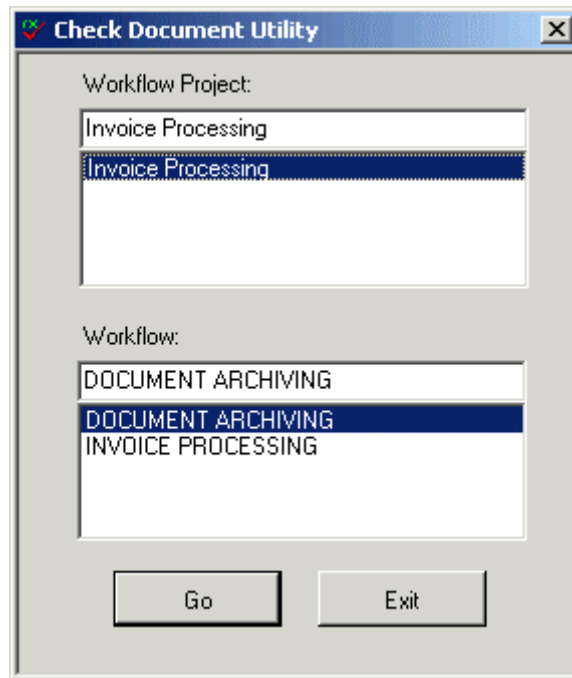 Check Document Utility
Workflow Project:
Invoice Processing
Invoice Processing
Workflow:
DOCUMENT ARCHIVING
DOCUMENT ARCHIVING
INVOICE PROCESSING
Go Exit